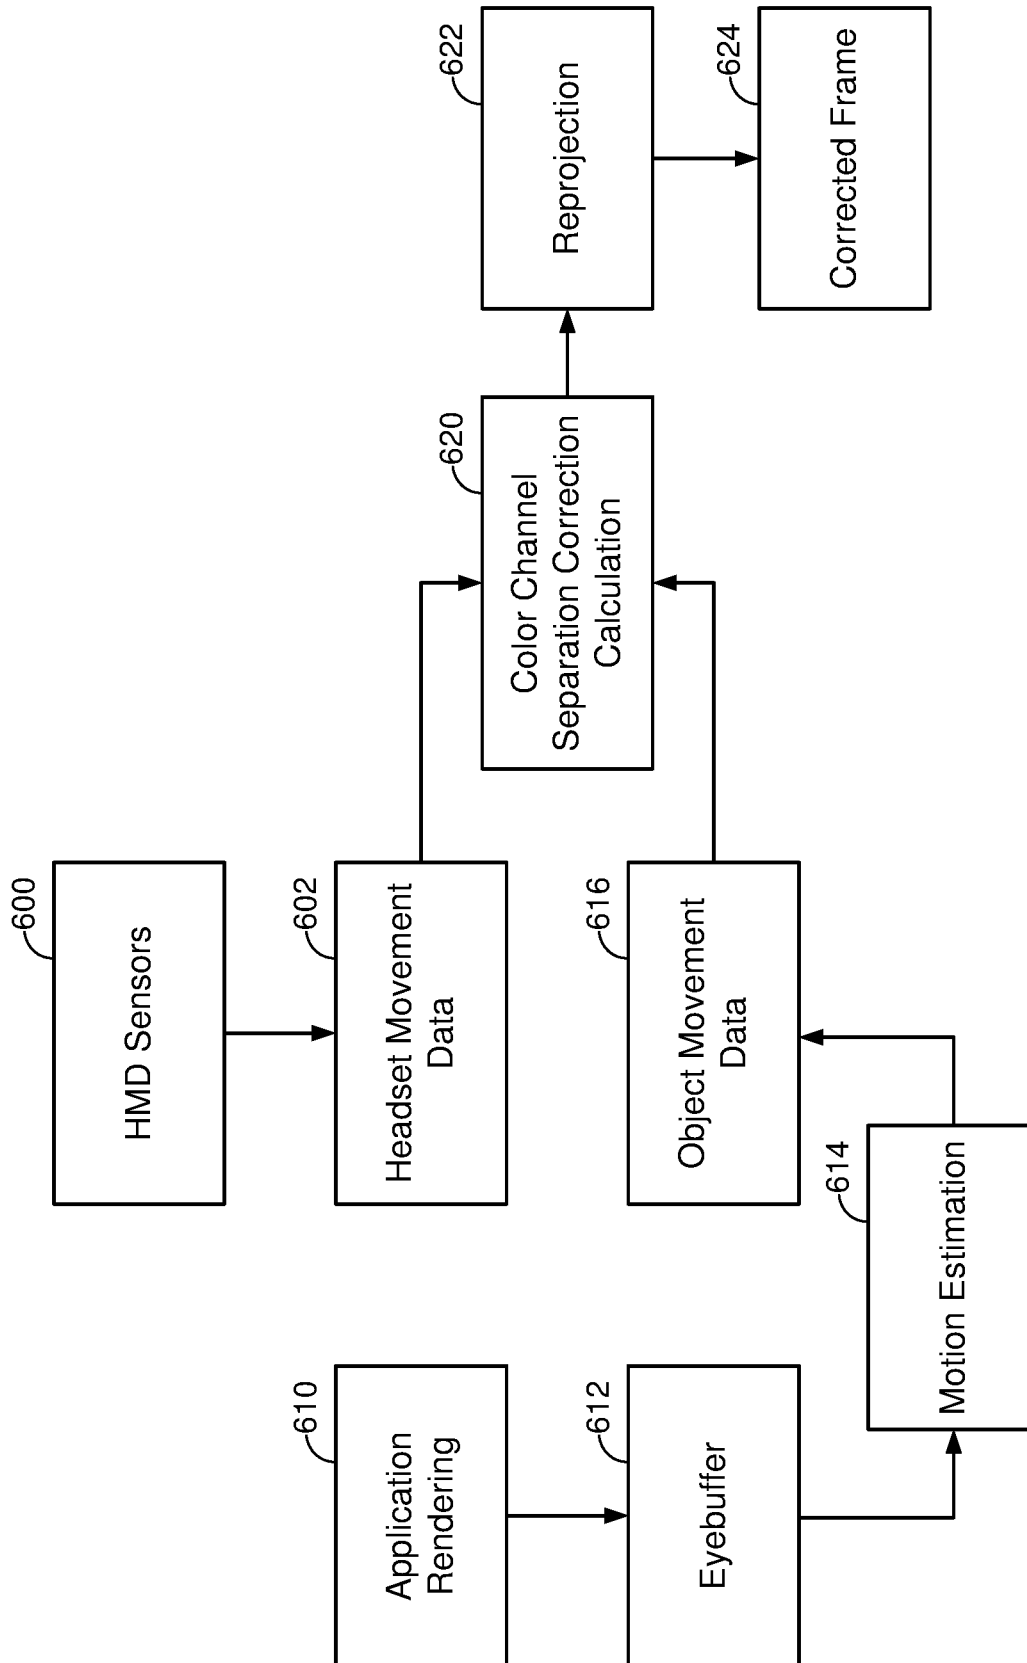 600
HMD Sensors
602
Headset Movement
Data
610
Application
Rendering
612
Eyebuffer
614
Motion Estimation
616
Object Movement
Data
620
Color Channel
Separation Correction
Calculation
622
Reprojection
624
Corrected Frame